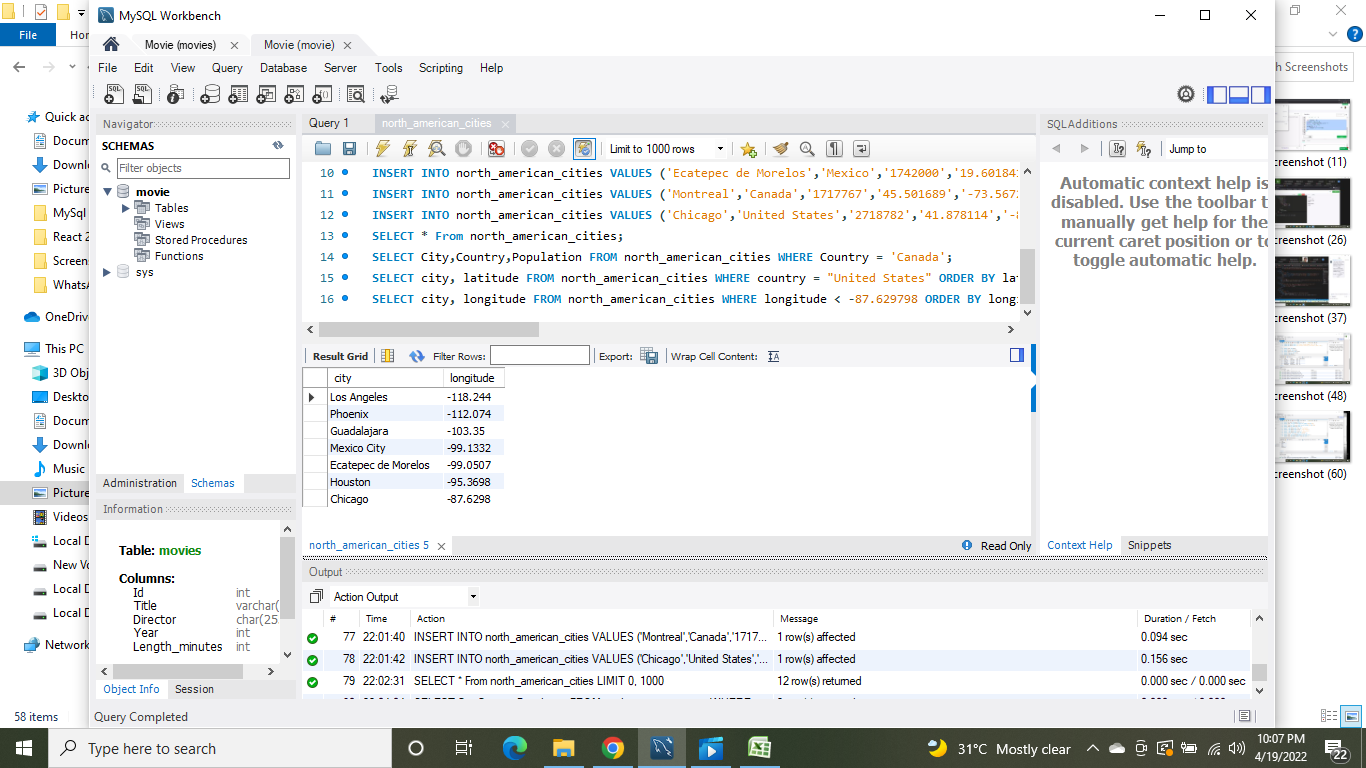 MySQL Workbench
File
Hor
Movie (movies)
Movie (movie)
File Edit View Query Database Server Tools Scripting Help
h Screenshots
Quick ac
Docum
Downlo
Picture
MySql
React 2
Screen
WhatsA
OneDriv
This PC
3D Obj
Deskto
Docum
Downlo
Music
Picture
Videos
Local D
New Vo
Local D
Local D
Network
58 items
Navigator
SCHEMAS
Filter objects
movie
Tables
Views
Stored Procedures
Functions
sys
Administration Schemas
Information
Table: movies
Columns:
Id int
Title varchar(
Director char(25
Year int
Length_minutes int
Object Info Session
Query 1 north_american_cities
Limit to 1000 rows
10 INSERT INTO north_american_cities VALUES ('Ecatepec de Morelos','Mexico','1742000','19.601841
11 INSERT INTO north_american_cities VALUES ('Montreal','Canada','1717767','45.501689','-73.567
12 INSERT INTO north_american_cities VALUES ('Chicago','United States','2718782','41.878114','-8
13 SELECT * From north_american_cities;
14 SELECT City,Country,Population FROM north_american_cities WHERE Country = 'Canada';
15 SELECT city, latitude FROM north_american_cities WHERE country = "United States" ORDER BY la
16 SELECT city, longitude FROM north_american_cities WHERE longitude < -87.629798 ORDER BY longi
Result Grid Filter Rows: Export: Wrap Cell Content:
city longitude
Los Angeles -118.244
Phoenix -112.074
Guadalajara -103.35
Mexico City -99.1332
Ecatepec de Morelos -99.0507
Houston -95.3698
Chicago -87.6298
north_american_cities 5
Read Only
SQLAdditions
Jump to
Automatic context help is
disabled. Use the toolbar t
manually get help for the
current caret position or to
toggle automatic help.
Context Help Snippets
Output
Action Output
# Time Action Message Duration / Fetch
77 22:01:40 INSERT INTO north_american_cities VALUES ('Montreal','Canada','1717... 1 row(s) affected 0.094 sec
78 22:01:42 INSERT INTO north_american_cities VALUES ('Chicago','United States','... 1 row(s) affected 0.156 sec
79 22:02:31 SELECT * From north_american_cities LIMIT 0, 1000 12 row(s) returned 0.000 sec / 0.000 sec
Query Completed
creenshot (11)
creenshot (26)
creenshot (37)
creenshot (48)
creenshot (60)
Type here to search
31°C Mostly clear
10:07 PM
4/19/2022
22